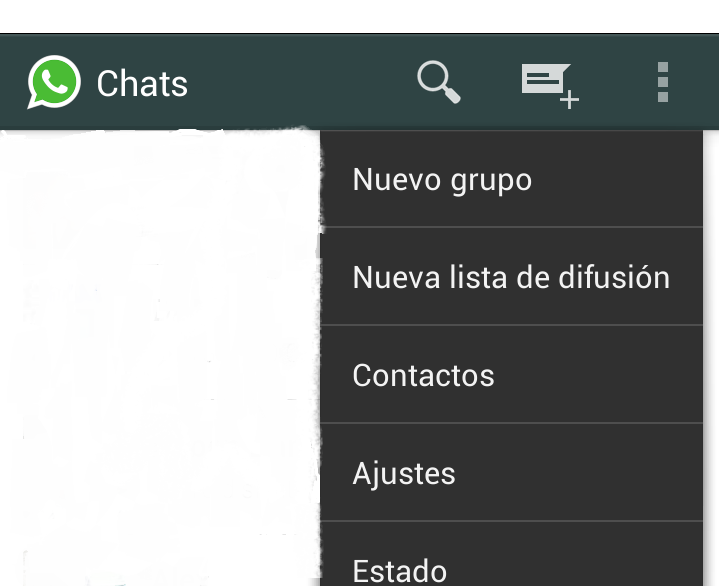 Chats
Nuevo grupo
Nueva lista de difusión
Contactos
Ajustes
Estado